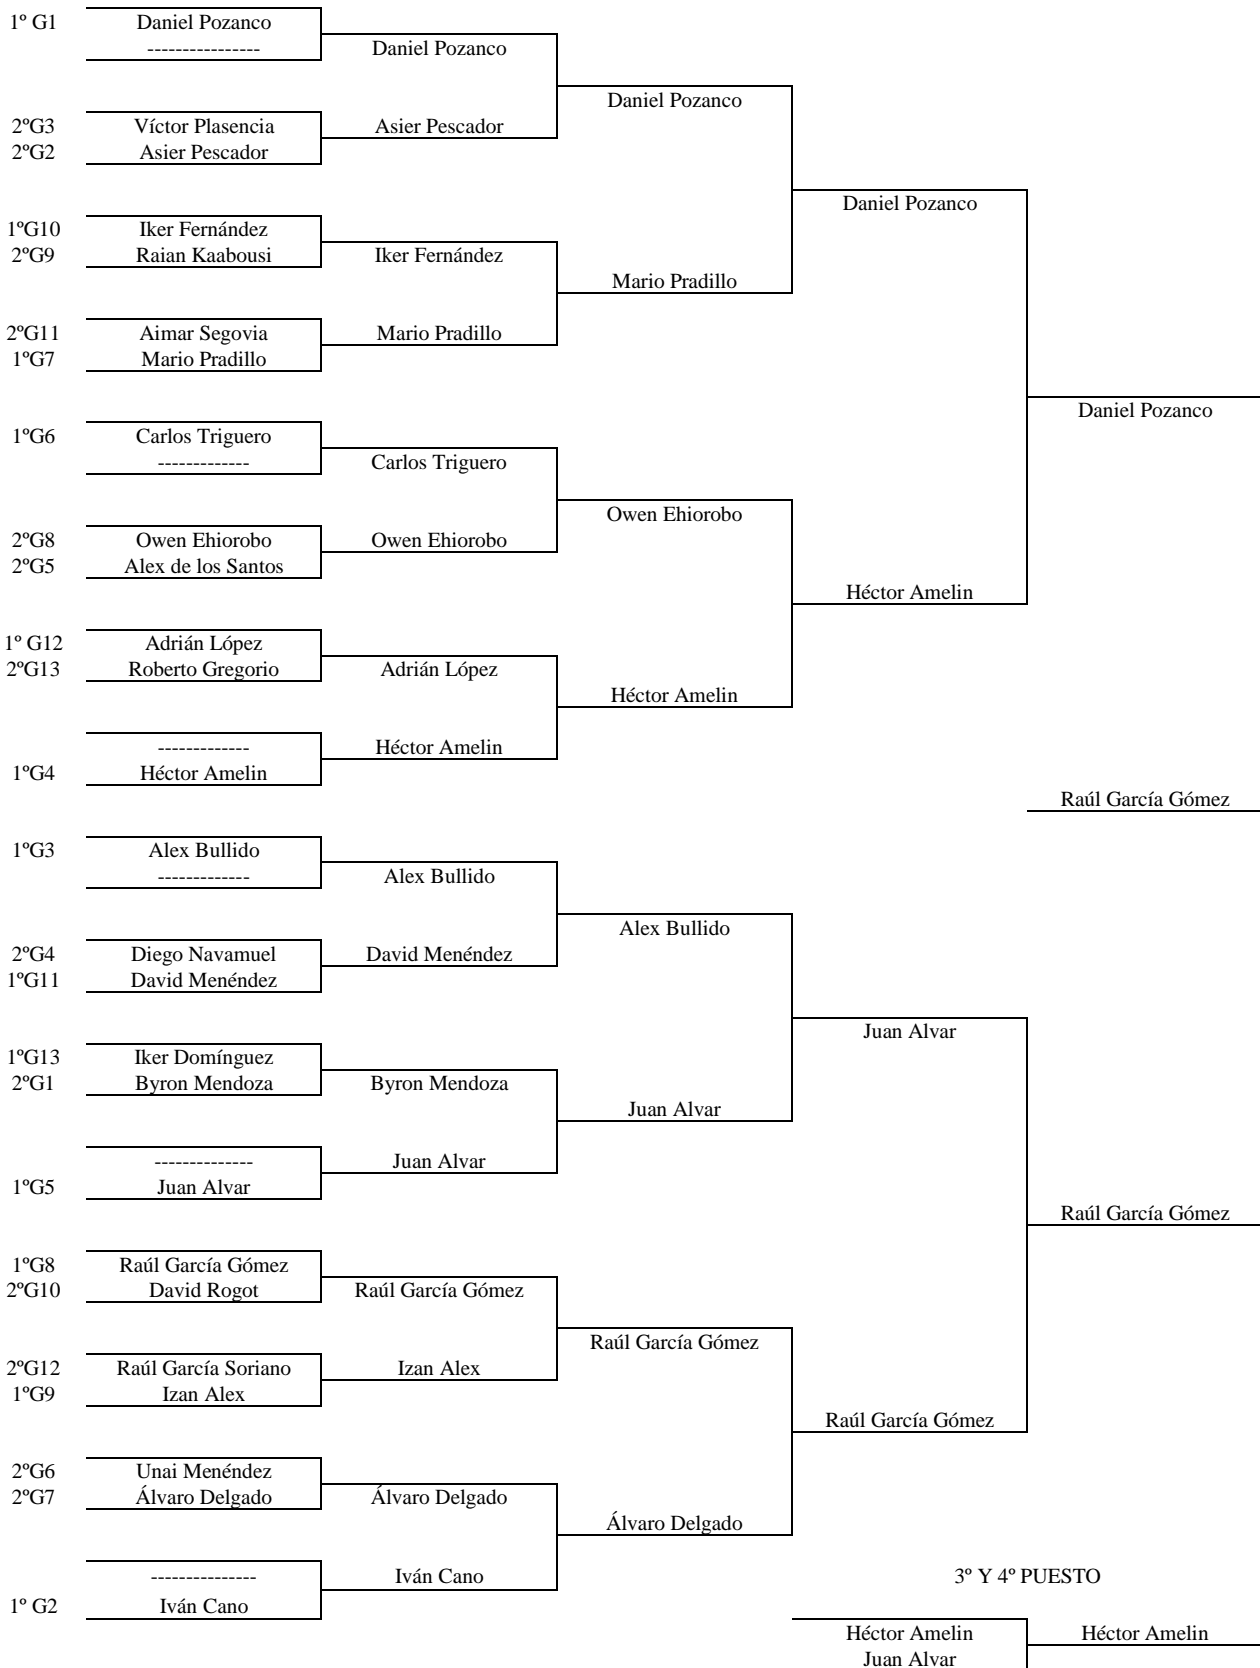 1º G1 Daniel Pozanco
----------------
Daniel Pozanco
Daniel Pozanco
2ºG3 Víctor Plasencia Asier Pescador
2ºG2 Asier Pescador
Daniel Pozanco
1ºG10 Iker Fernández
2ºG9 Raian Kaabousi Iker Fernández
Mario Pradillo
2ºG11 Aimar Segovia Mario Pradillo
1ºG7 Mario Pradillo
Daniel Pozanco
1ºG6 Carlos Triguero
-------------
Carlos Triguero
Owen Ehiorobo
2ºG8 Owen Ehiorobo Owen Ehiorobo
2ºG5 Alex de los Santos
Héctor Amelin
1º G12 Adrián López
2ºG13 Roberto Gregorio Adrián López
Héctor Amelin
------------- Héctor Amelin
1ºG4 Héctor Amelin
Raúl García Gómez
1ºG3 Alex Bullido
-------------
Alex Bullido
Alex Bullido
2ºG4 Diego Navamuel David Menéndez
1ºG11 David Menéndez
Juan Alvar
1ºG13 Iker Domínguez
2ºG1 Byron Mendoza Byron Mendoza
Juan Alvar
-------------- Juan Alvar
1ºG5 Juan Alvar
Raúl García Gómez
1ºG8 Raúl García Gómez
2ºG10 David Rogot Raúl García Gómez
Raúl García Gómez
2ºG12 Raúl García Soriano Izan Alex
1ºG9 Izan Alex
Raúl García Gómez
2ºG6 Unai Menéndez
2ºG7 Álvaro Delgado Álvaro Delgado
Álvaro Delgado
--------------- Iván Cano 3º Y 4º PUESTO
1º G2 Iván Cano
Héctor Amelin Héctor Amelin
Juan Alvar